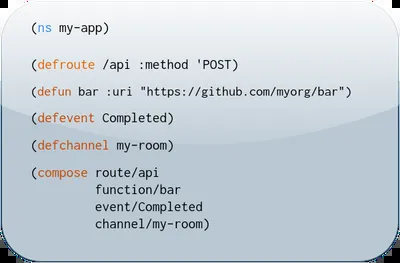 (ns my-app)
(defroute /api :method 'POST)
(defun bar :uri "https://github.com/myorg/bar")
(defevent Completed)
(defchannel my-room)
(compose route/api
function/bar
event/Completed
channel/my-room)